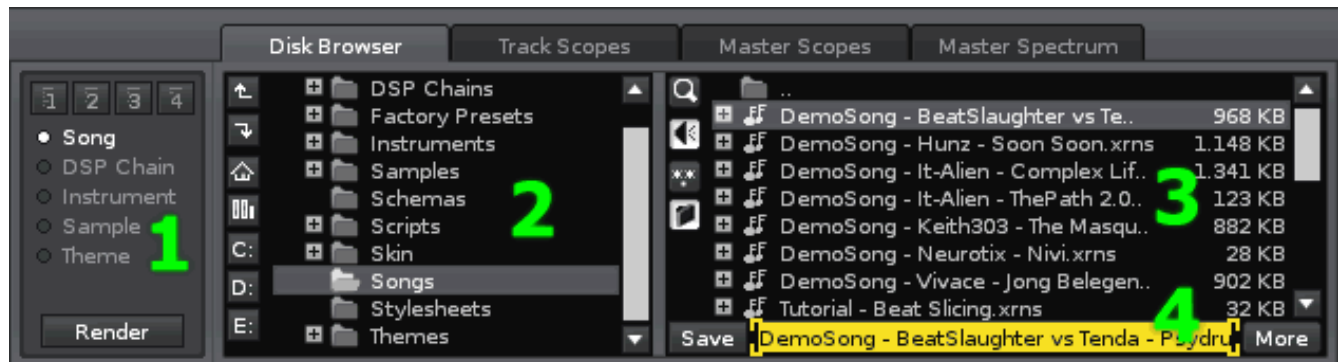 Disk Browser
Track Scopes
Master Scopes
Master Spectrum
1 2 3 4
Song
DSP Chain
Instrument
Sample
Theme
1
Render
C:
D:
E:
DSP Chains
Factory Presets
Instruments
Samples
Schemas
Scripts
Skin
Songs
Stylesheets
Themes
2
..
DemoSong - BeatSlaughter vs Te.. 968 KB
DemoSong - Hunz - Soon Soon.xrns 1.148 KB
DemoSong - It-Alien - Complex Lif.. 1.341 KB
DemoSong - It-Alien - ThePath 2.0.. 123 KB
DemoSong - Keith303 - The Masqu.. 882 KB
DemoSong - Neurotix - Nivi.xrns 28 KB
DemoSong - Vivace - Jong Belegen.. 902 KB
Tutorial - Beat Slicing.xrns 32 KB
3
4
Save DemoSong - BeatSlaughter vs Tenda - Psydru More